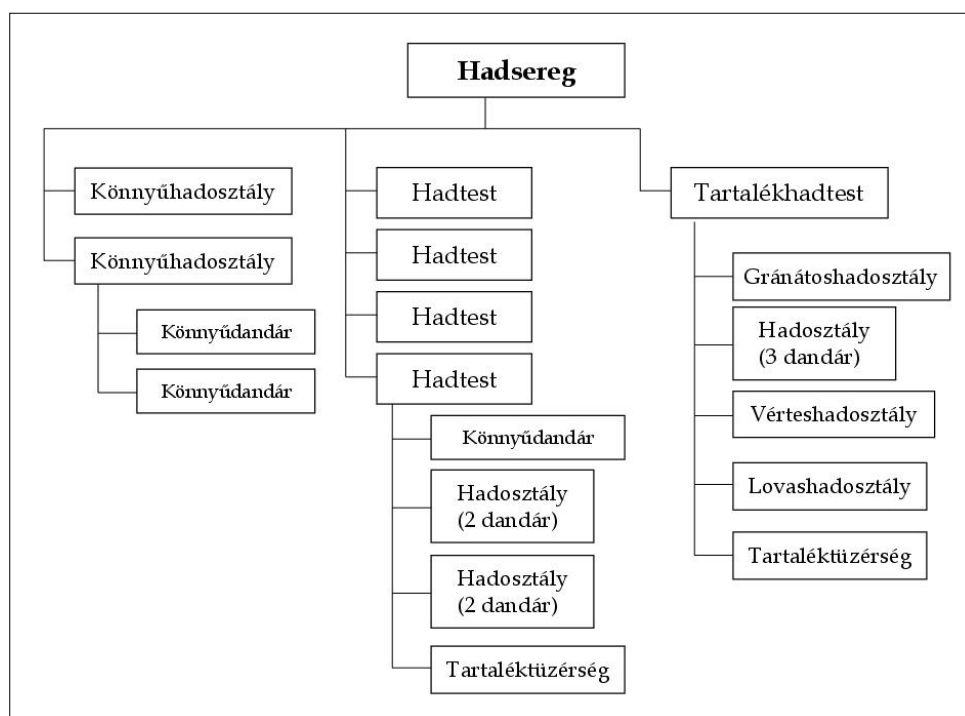 Hadsereg
Könnyűhadosztály
Könnyűhadosztály
Könnyűdandár
Könnyűdandár
Hadtest
Hadtest
Hadtest
Hadtest
Könnyűdandár
Hadosztály
(2 dandár)
Hadosztály
(2 dandár)
Tartaléktüzérség
Tartalékhadtest
Gránátoshadosztály
Hadosztály
(3 dandár)
Vérteshadosztály
Lovashadosztály
Tartaléktüzérség